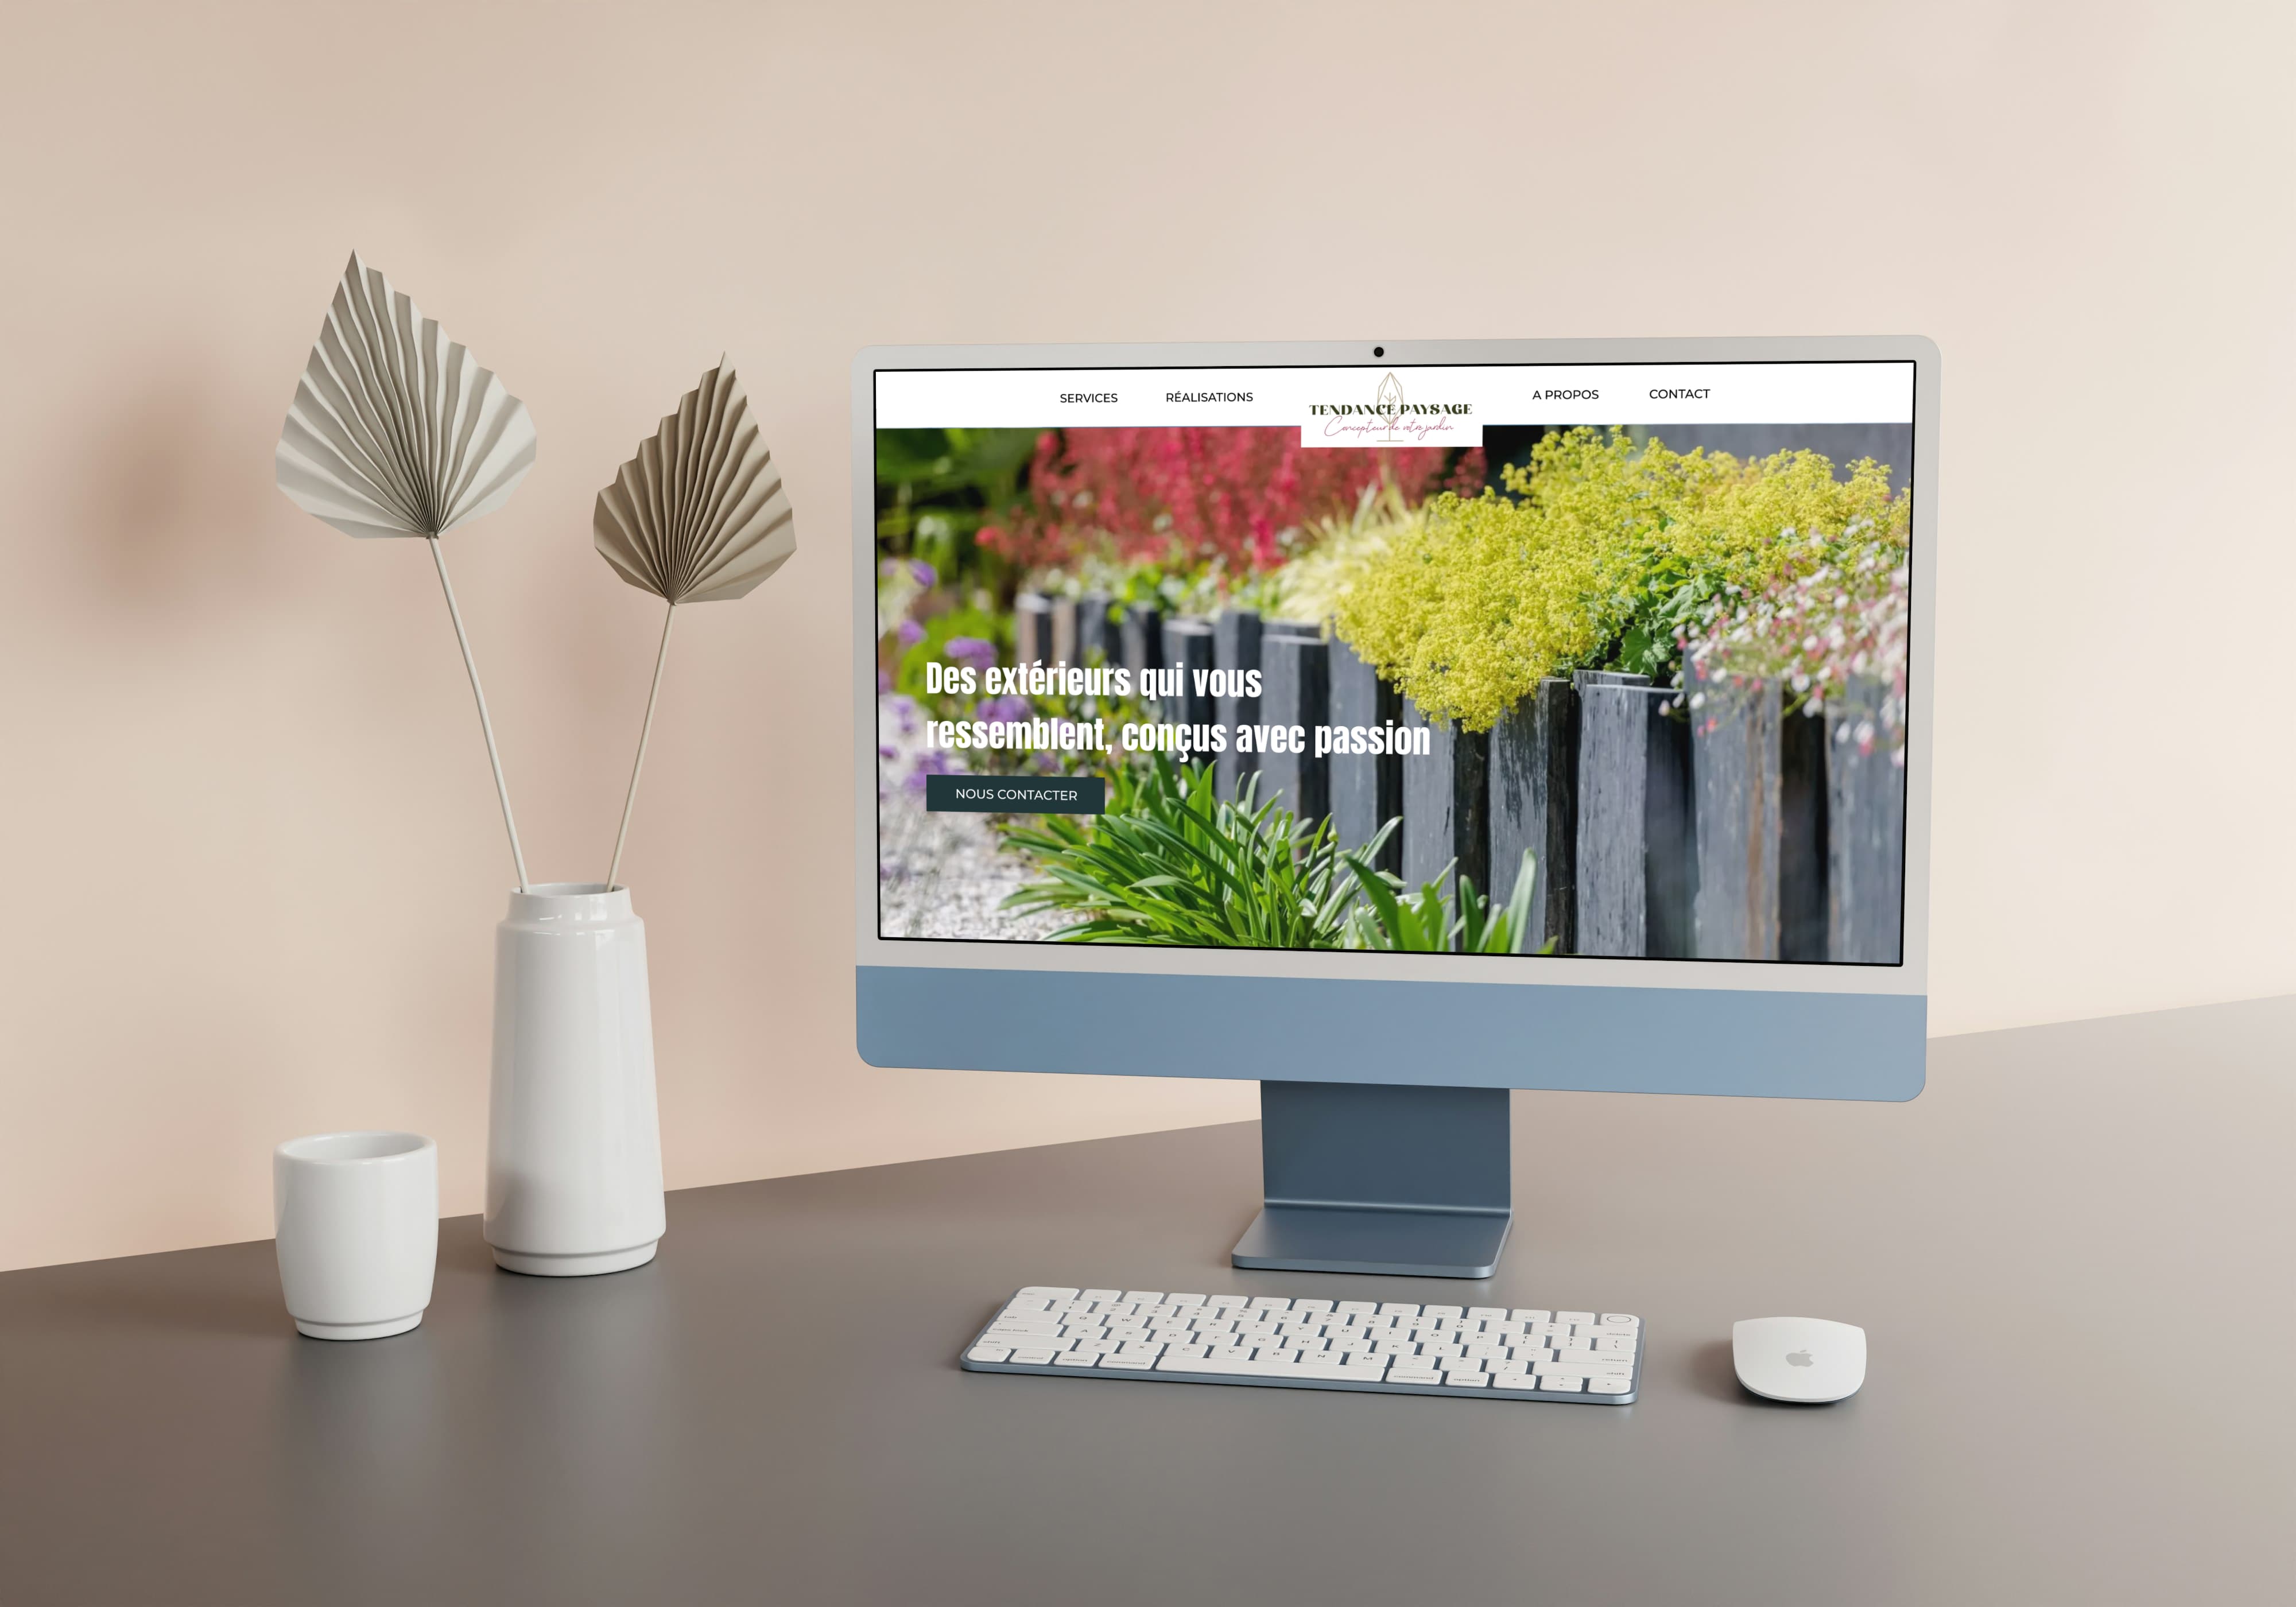 SERVICES
RÉALISATIONS
TENDANCE PAYSAGE
Concepteur de votre jardin
A PROPOS
CONTACT
Des extérieurs qui vous
ressemblent, conçus avec passion
NOUS CONTACTER